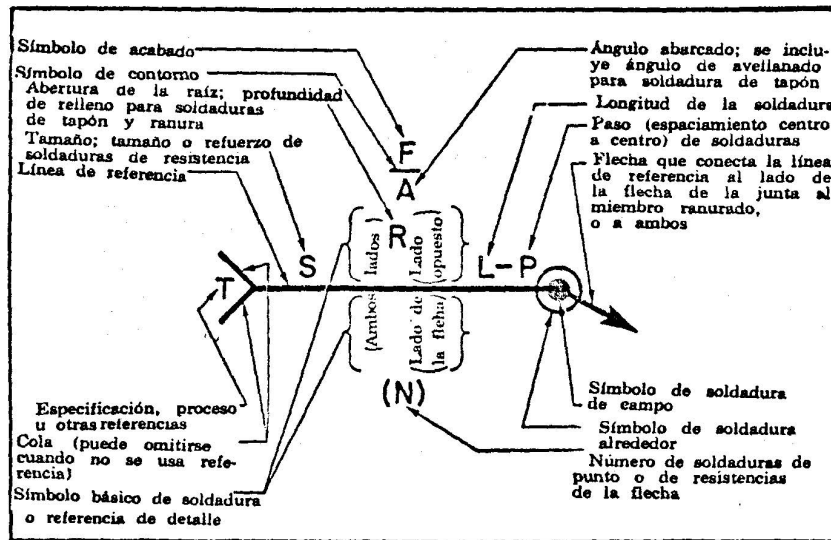 Símbolo de acabado
Símbolo de contorno
Abertura de la raíz; profundidad
de relleno para soldaduras
de tapón y ranura
Tamaño; tamaño o refuerzo de
soldaduras de resistencia
Línea de referencia
Ángulo abarcado; se inclu-
ye ángulo de avellanado
para soldadura de tapón
Longitud de la soldadura
Paso (espaciamiento centro
a centro) de soldaduras
Flecha que conecta la línea
de referencia al lado de
la flecha de la junta al
miembro ranurado,
o a ambos
F
A
R
S
L-P
T
(Ambos lados)
Lado opuesto
Lado de
la flecha
(N)
Especificación, proceso
u otras referencias
Cola (puede omitirse
cuando no se usa refe-
rencia)
Símbolo básico de soldadura
o referencia de detalle
Símbolo de soldadura
de campo
Símbolo de soldadura
alrededor
Número de soldaduras de
punto o de resistencias
de la flecha